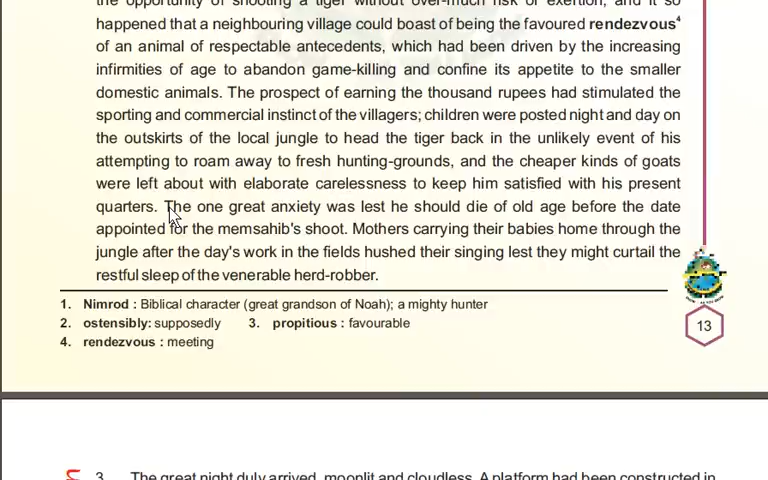 the opportunity of shooting a tiger without over-much risk or exertion, and it so
happened that a neighbouring village could boast of being the favoured rendezvous4
of an animal of respectable antecedents, which had been driven by the increasing
infirmities of age to abandon game-killing and confine its appetite to the smaller
domestic animals. The prospect of earning the thousand rupees had stimulated the
sporting and commercial instinct of the villagers; children were posted night and day on
the outskirts of the local jungle to head the tiger back in the unlikely event of his
attempting to roam away to fresh hunting-grounds, and the cheaper kinds of goats
were left about with elaborate carelessness to keep him satisfied with his present
quarters. The one great anxiety was lest he should die of old age before the date
appointed for the memsahib's shoot. Mothers carrying their babies home through the
jungle after the day's work in the fields hushed their singing lest they might curtail the
restful sleep of the venerable herd-robber.
1. Nimrod : Biblical character (great grandson of Noah); a mighty hunter
2. ostensibly: supposedly 3. propitious : favourable
4. rendezvous : meeting
13
3. The great night duly arrived, moonlit and cloudless. A platform had been constructed in